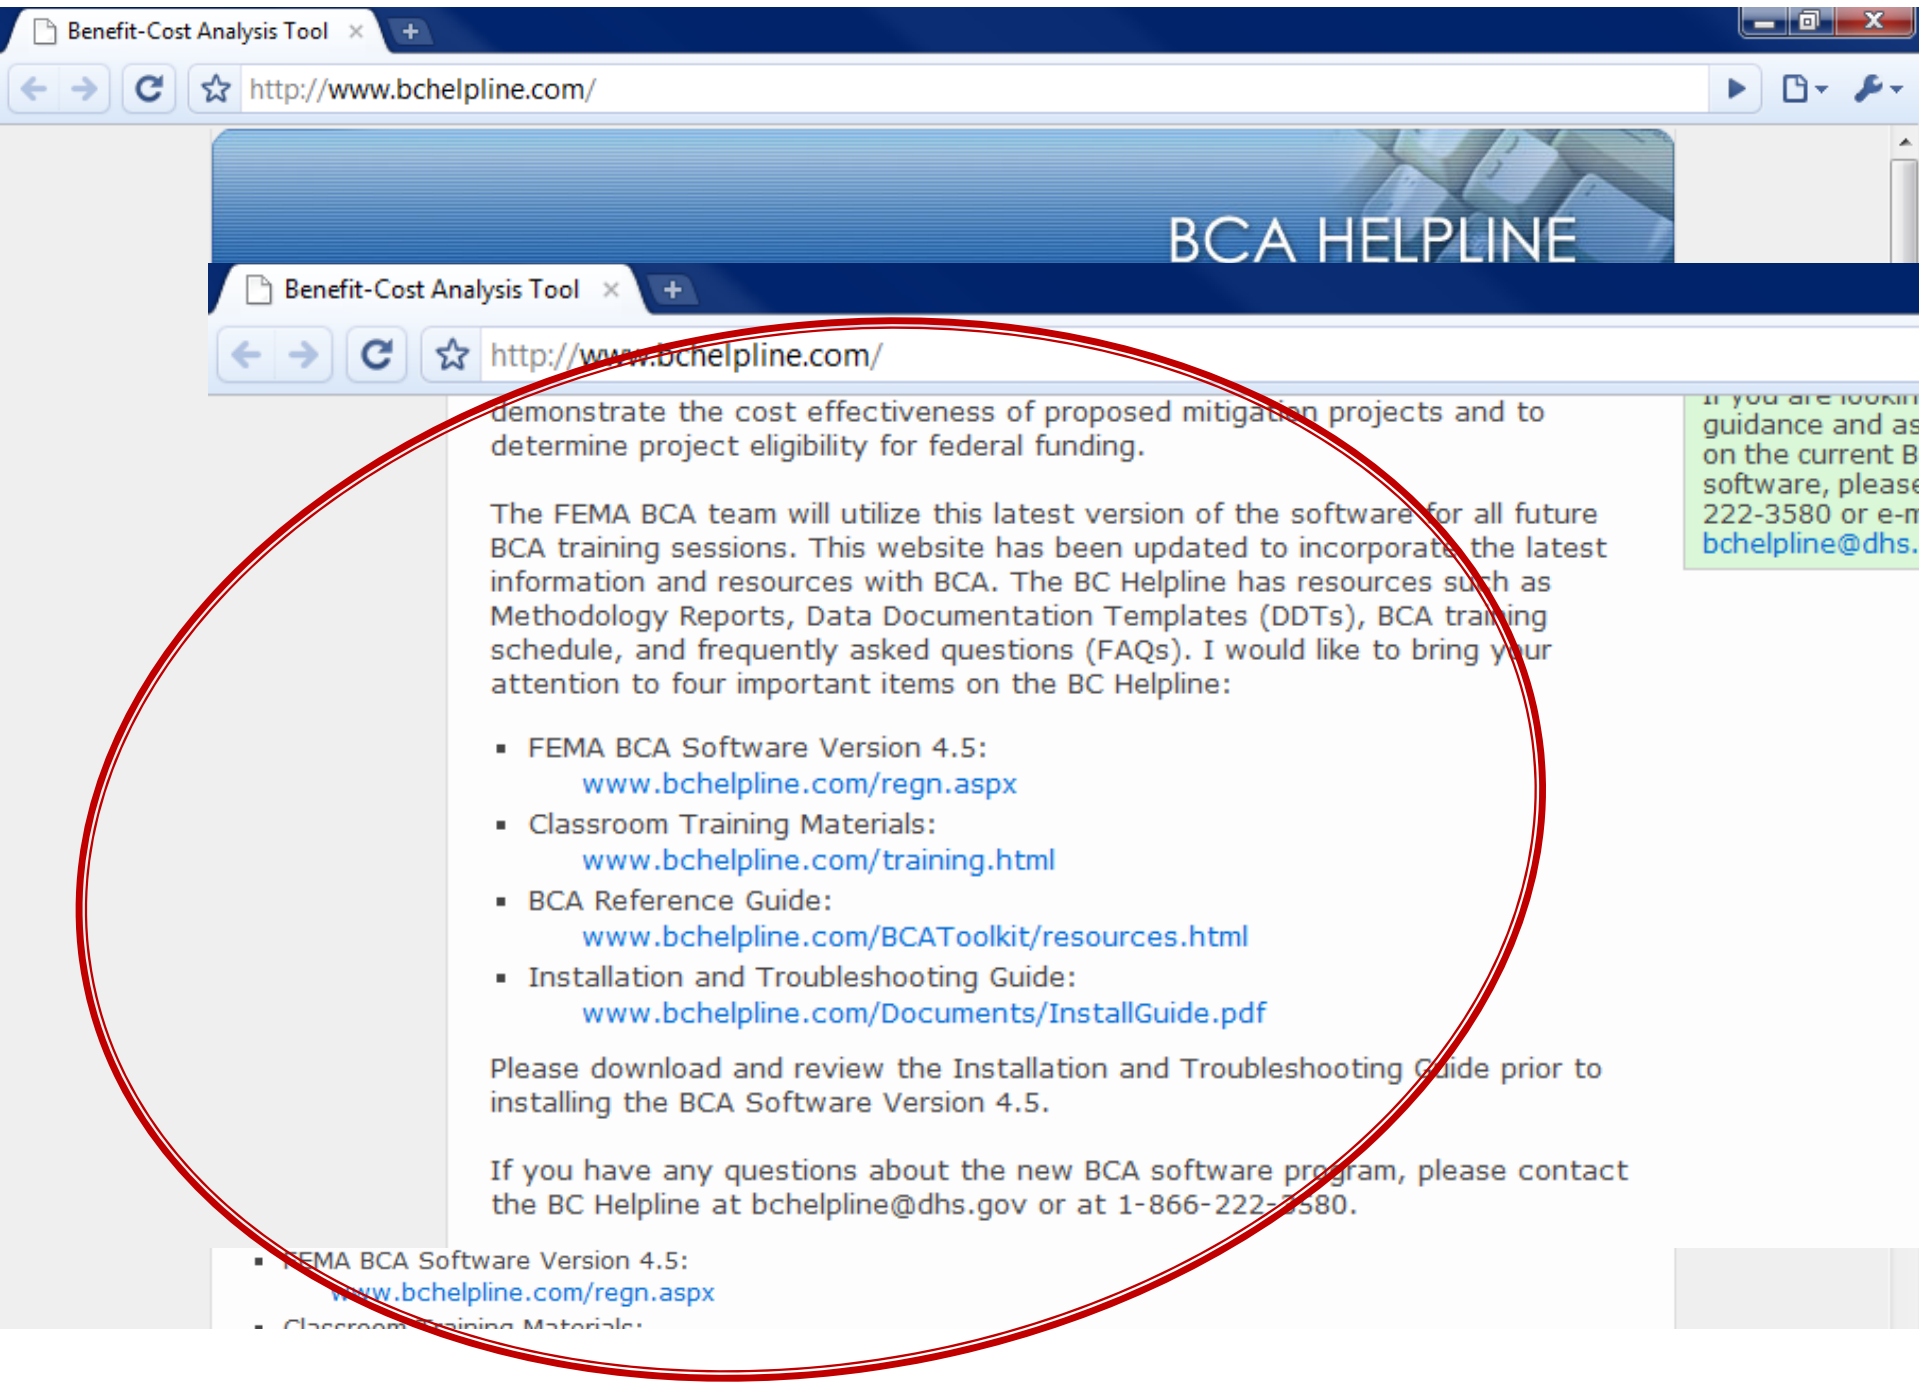 Benefit-Cost Analysis Tool
http://www.bchelpline.com/
BCA HELPLINE
Benefit-Cost Analysis Tool
http://www.bchelpline.com/
demonstrate the cost effectiveness of proposed mitigation projects and to
determine project eligibility for federal funding.
The FEMA BCA team will utilize this latest version of the software for all future
BCA training sessions. This website has been updated to incorporate the latest
information and resources with BCA. The BC Helpline has resources such as
Methodology Reports, Data Documentation Templates (DDTs), BCA training
schedule, and frequently asked questions (FAQs). I would like to bring your
attention to four important items on the BC Helpline:
▪ FEMA BCA Software Version 4.5:
www.bchelpline.com/regn.aspx
▪ Classroom Training Materials:
www.bchelpline.com/training.html
▪ BCA Reference Guide:
www.bchelpline.com/BCAToolkit/resources.html
▪ Installation and Troubleshooting Guide:
www.bchelpline.com/Documents/InstallGuide.pdf
Please download and review the Installation and Troubleshooting Guide prior to
installing the BCA Software Version 4.5.
If you have any questions about the new BCA software program, please contact
the BC Helpline at bchelpline@dhs.gov or at 1-866-222-3580.
If you are lookin
guidance and as
on the current B
software, please
222-3580 or e-m
bchelpline@dhs.
▪ FEMA BCA Software Version 4.5:
www.bchelpline.com/regn.aspx
▪ Classroom Training Materials: